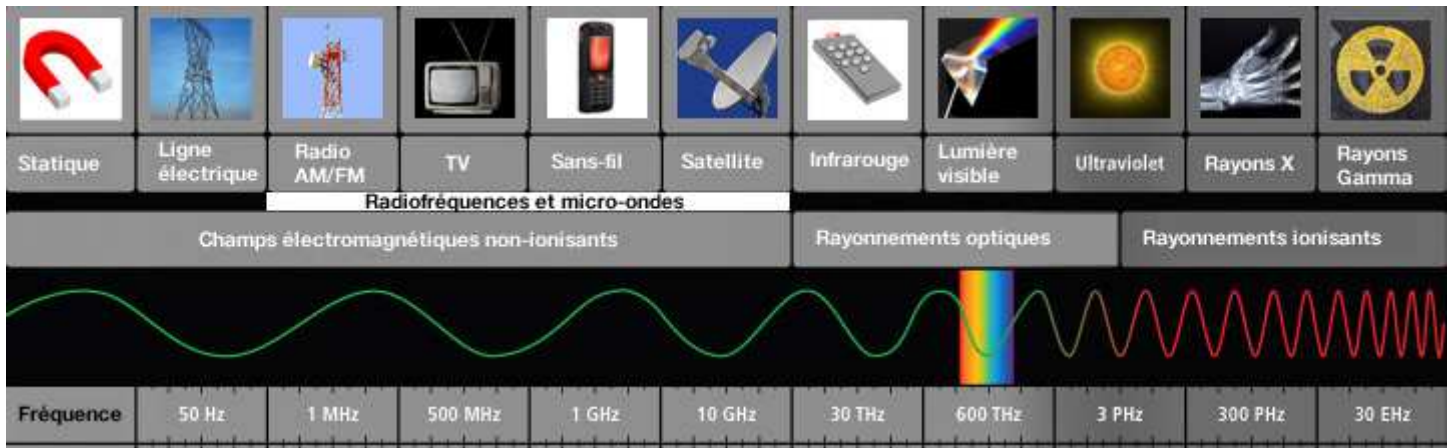 Statique
Ligne
électrique
Radio
AM/FM
TV
Sans-fil
Satellite
Infrarouge
Lumière
visible
Ultraviolet
Rayons X
Rayons
Gamma
Radiofréquences et micro-ondes
Champs électromagnétiques non-ionisants
Rayonnements optiques
Rayonnements ionisants
Fréquence
50 Hz
1 MHz
500 MHz
1 GHz
10 GHz
30 THz
600 THz
3 PHz
300 PHz
30 EHz